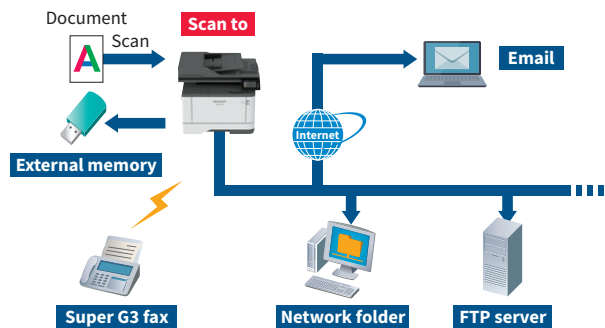 Document
Scan
A
Scan to
Email
Internet
External memory
Super G3 fax
Network folder
FTP server